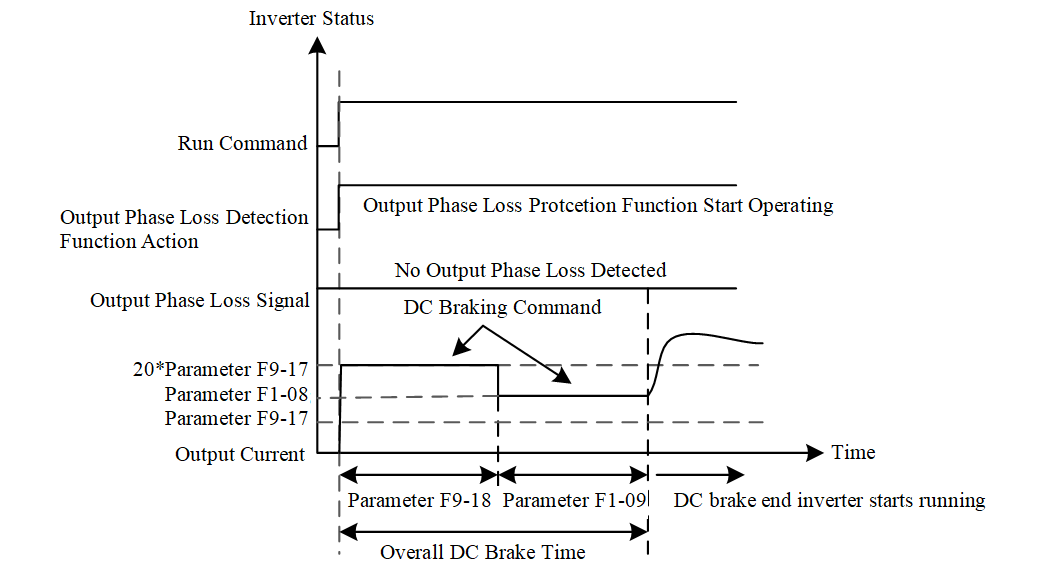 Inverter Status
Run Command
Output Phase Loss Protcetion Function Start Operating
Output Phase Loss Detection
Function Action
No Output Phase Loss Detected
Output Phase Loss Signal
DC Braking Command
20*Parameter F9-17
Parameter F1-08
Parameter F9-17
Output Current
Time
Parameter F9-18
Parameter F1-09
DC brake end inverter starts running
Overall DC Brake Time